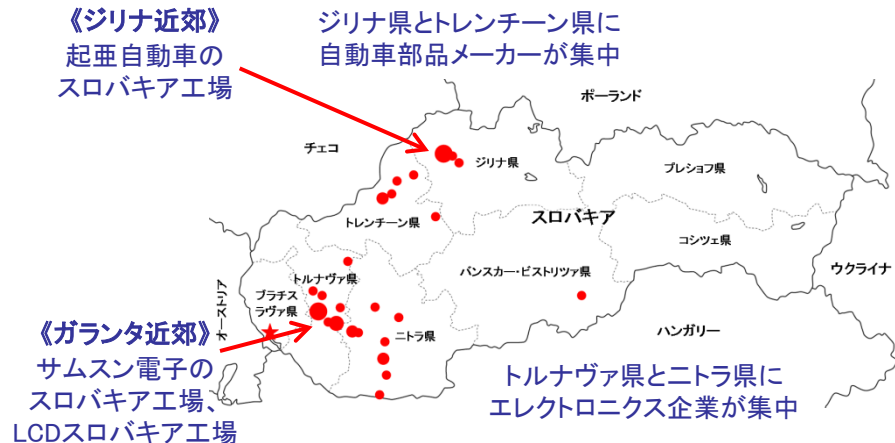 《ジリナ近郊》
起亜自動車の
スロバキア工場
ジリナ県とトレンチーン県に
自動車部品メーカーが集中
ポーランド
チェコ
ジリナ県
プレショフ県
トレンチーン県
スロバキア
コシツェ県
ウクライナ
バンスカー・ビストリツァ県
トルナヴァ県
ブラチス
ラヴァ県
オーストリア
ニトラ県
ハンガリー
《ガランタ近郊》
サムスン電子の
スロバキア工場、
LCDスロバキア工場
トルナヴァ県とニトラ県に
エレクトロニクス企業が集中